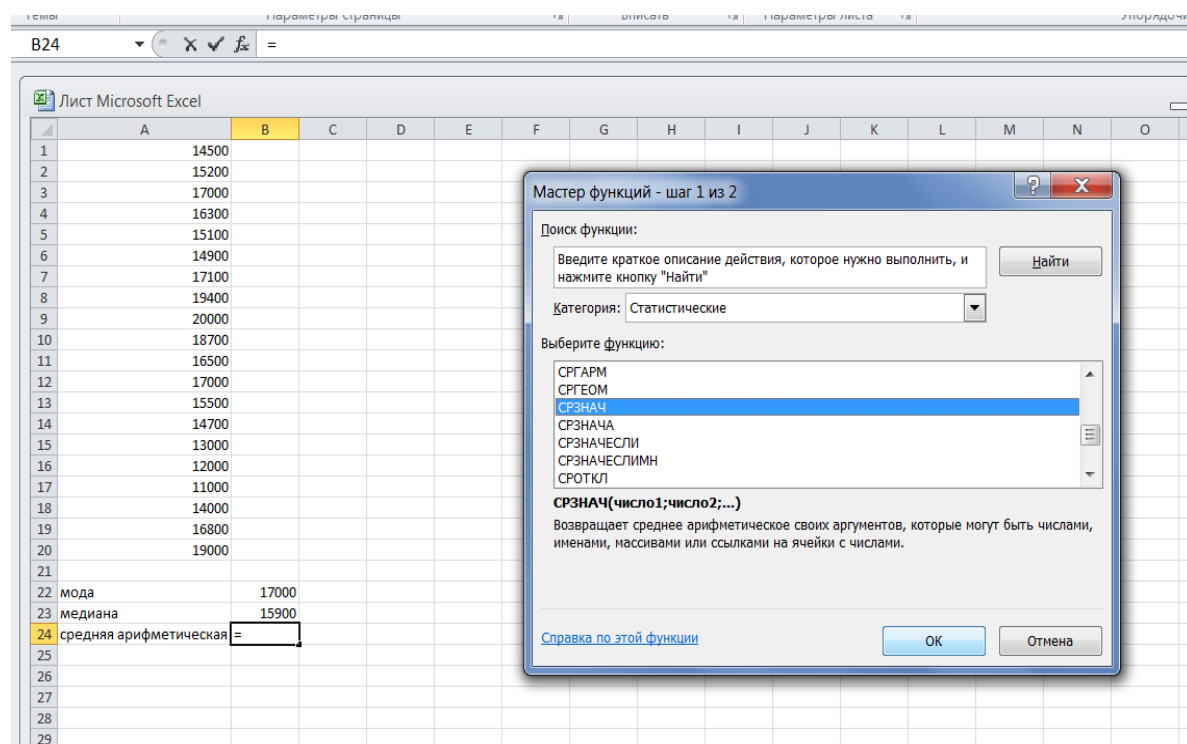 Темы Параметры страницы Вписать Параметры листа
B24 fx =
Лист Microsoft Excel
A B C D E F G H I J K L M N O
1 14500
2 15200
3 17000
4 16300
5 15100
6 14900
7 17100
8 19400
9 20000
10 18700
11 16500
12 17000
13 15500
14 14700
15 13000
16 12000
17 11000
18 14000
19 16800
20 19000
21
22 мода 17000
23 медиана 15900
24 средняя арифметическая =
25
26
27
28
29
Мастер функций - шаг 1 из 2
Поиск функции:
Введите краткое описание действия, которое нужно выполнить, и
нажмите кнопку "Найти"
Найти
Категория: Статистические
Выберите функцию:
СРГАРМ
СРГЕОМ
СРЗНАЧ
СРЗНАЧА
СРЗНАЧЕСЛИ
СРЗНАЧЕСЛИМН
СРОТКЛ
СРЗНАЧ(число1;число2;...)
Возвращает среднее арифметическое своих аргументов, которые могут быть числами,
именами, массивами или ссылками на ячейки с числами.
Справка по этой функции
ОК Отмена